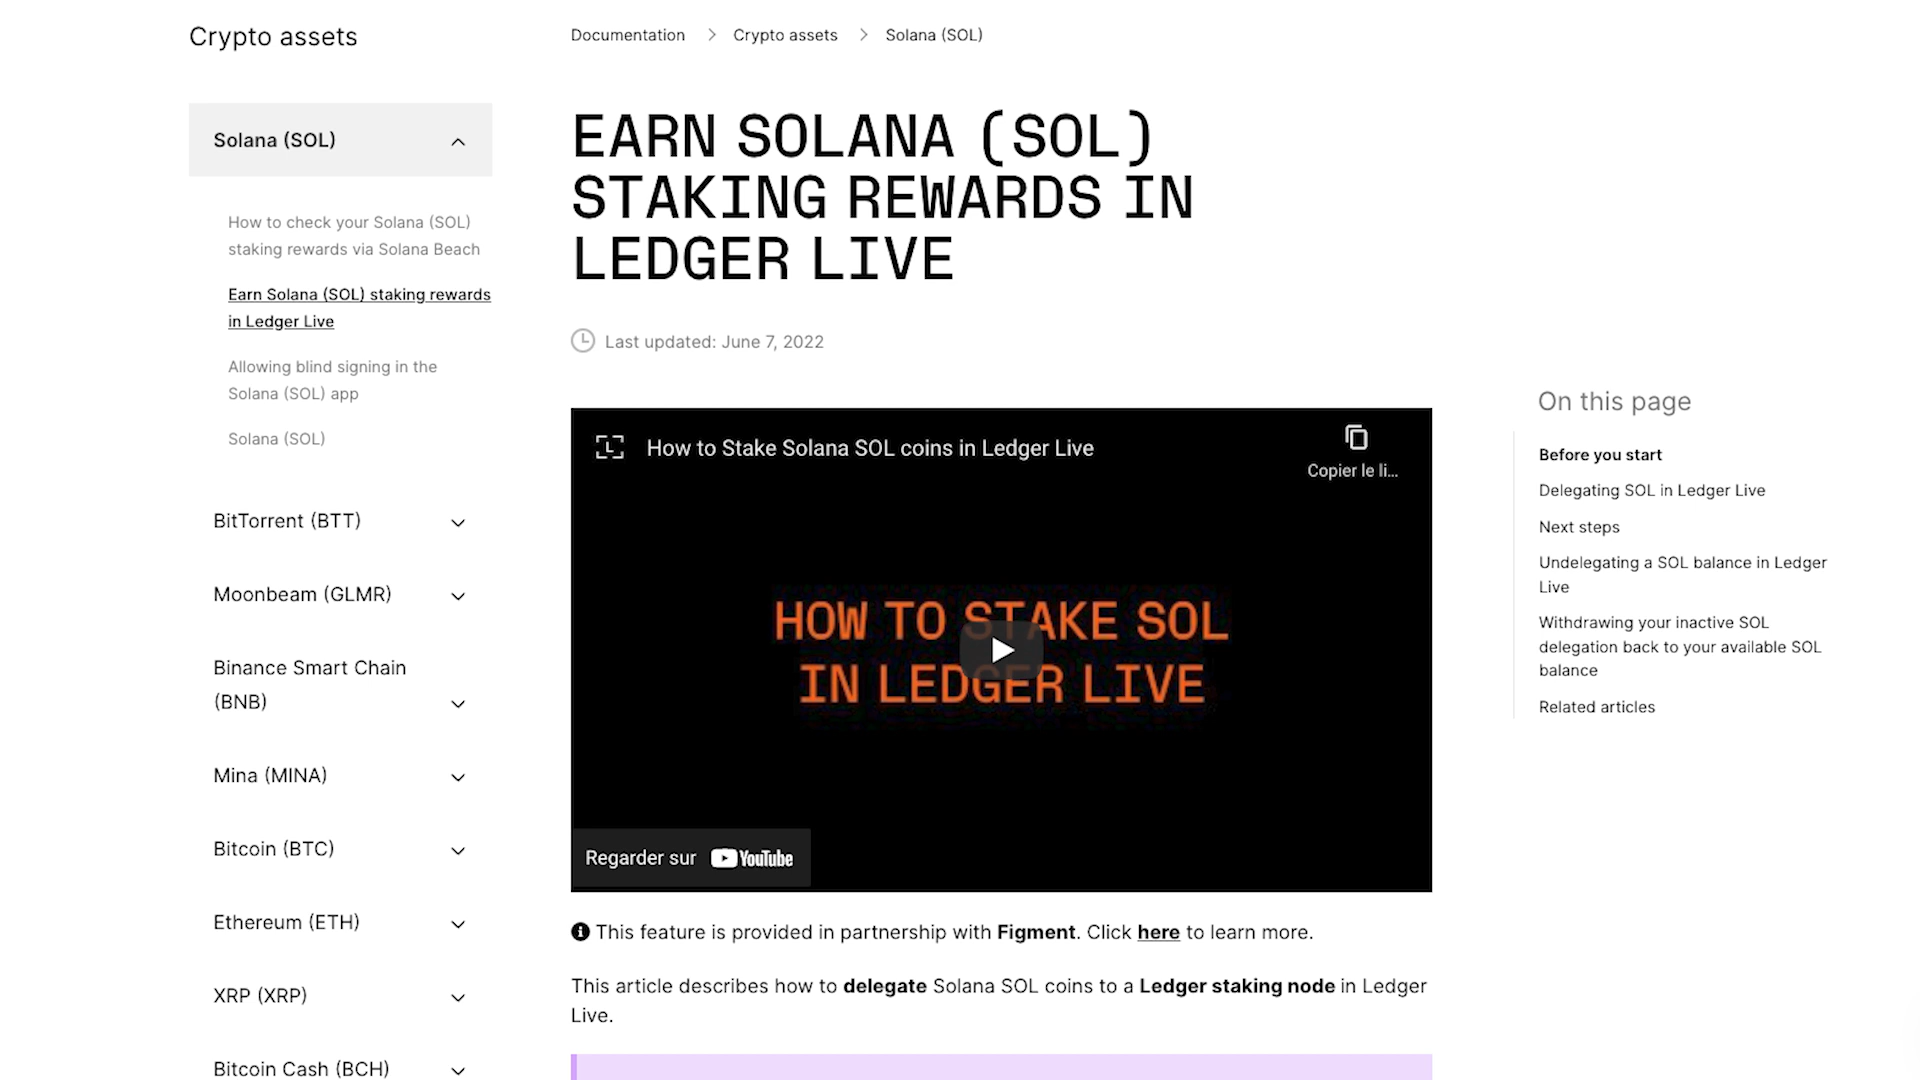 Crypto assets
Documentation > Crypto assets > Solana (SOL)
Solana (SOL)
How to check your Solana (SOL)
staking rewards via Solana Beach
Earn Solana (SOL) staking rewards
in Ledger Live
Allowing blind signing in the
Solana (SOL) app
Solana (SOL)
BitTorrent (BTT)
Moonbeam (GLMR)
Binance Smart Chain
(BNB)
Mina (MINA)
Bitcoin (BTC)
Ethereum (ETH)
XRP (XRP)
Bitcoin Cash (BCH)
EARN SOLANA (SOL)
STAKING REWARDS IN
LEDGER LIVE
Last updated: June 7, 2022
How to Stake Solana SOL coins in Ledger Live
Copier le li...
HOW TO STAKE SOL
IN LEDGER LIVE
Regarder sur YouTube
This feature is provided in partnership with Figment. Click here to learn more.
This article describes how to delegate Solana SOL coins to a Ledger staking node in Ledger
Live.
On this page
Before you start
Delegating SOL in Ledger Live
Next steps
Undelegating a SOL balance in Ledger
Live
Withdrawing your inactive SOL
delegation back to your available SOL
balance
Related articles